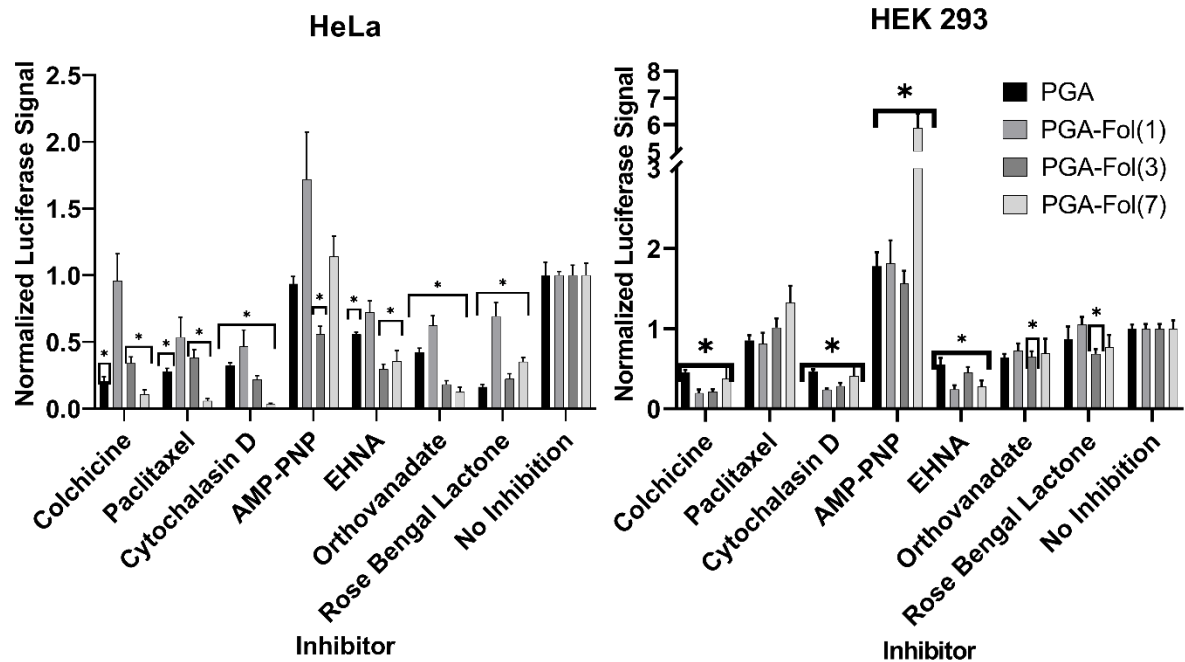 HeLa
Normalized Luciferase Signal
2.5
2.0
1.5
1.0
0.5
0.0
* * * * * * * * * * *
Colchicine
Paclitaxel
Cytochalasin D
AMP-PNP
EHNA
Orthovanadate
Rose Bengal Lactone
No Inhibition
Inhibitor
HEK 293
Normalized Luciferase Signal
8
7
6
5
3
2
1
0
* * * * * *
PGA
PGA-Fol(1)
PGA-Fol(3)
PGA-Fol(7)
Colchicine
Paclitaxel
Cytochalasin D
AMP-PNP
EHNA
Orthovanadate
Rose Bengal Lactone
No Inhibition
Inhibitor